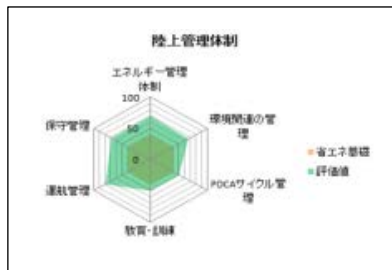 陸上管理体制
エネルギー管理
体制
100
50
0
環境関連の管
理
PDCAサイクル管
理
教育・訓練
運航管理
保守管理
省エネ基礎
評価値